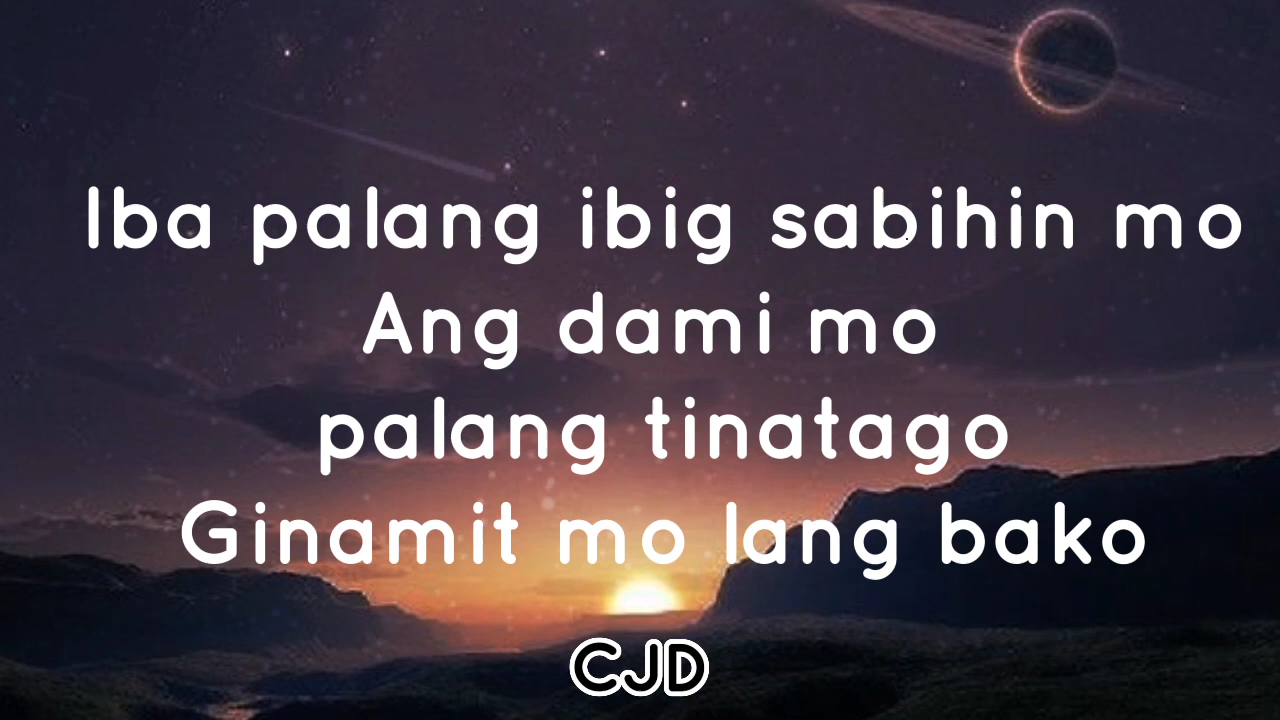 Iba palang ibig sabihin mo
Ang dami mo
palang tinatago
Ginamit mo lang bako
CJD